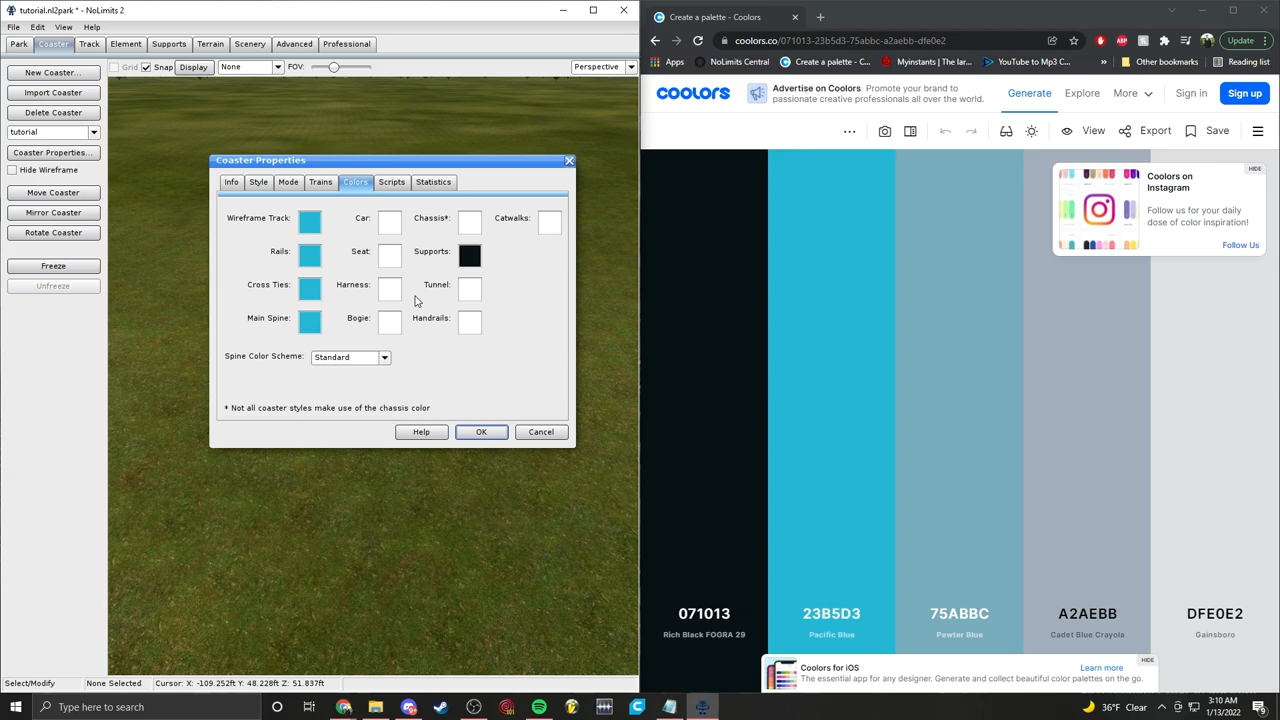 tutorial.nl2park * - NoLimits 2
File Edit View Help
Park Coaster Track Element Supports Terrain Scenery Advanced Professional
Grid Snap Display None FOV: Perspective
New Coaster...
Import Coaster
Delete Coaster
tutorial
Coaster Properties...
Hide Wireframe
Move Coaster
Mirror Coaster
Rotate Coaster
Freeze
Unfreeze
Coaster Properties
Info Style Mode Trains Colors Scripts Statistics
Wireframe Track: Car: Chassis*: Catwalks:
Rails: Seat: Supports:
Cross Ties: Harness: Tunnel:
Main Spine: Bogie: Handrails:
Spine Color Scheme: Standard
* Not all coaster styles make use of the chassis color
Help OK Cancel
Select/Modify None Selected Cursor: X: -109.252ft Y: 48.228ft Z: 51.837ft
Create a palette - Coolors
coolors.co/071013-23b5d3-75abbc-a2aebb-dfe0e2
Update
Apps NoLimits Central Create a palette - C... Myinstants | The lar... YouTube to Mp3 C... » Other bookmarks Reading list
coolors
Advertise on Coolors Promote your brand to
passionate creative professionals all over the world.
Generate Explore More Sign in Sign up
View Export Save
HIDE
Coolors on
Instagram
Follow us for your daily
dose of color inspiration!
Follow Us
071013 23B5D3 75ABBC A2AEBB DFE0E2
Rich Black FOGRA 29 Pacific Blue Pewter Blue Cadet Blue Crayola Gainsboro
HIDE
Coolors for iOS Learn more
The essential app for any designer. Generate and collect beautiful color palettes on the go.
Type here to search
36°F Clear
3:10 AM
1/13/2022